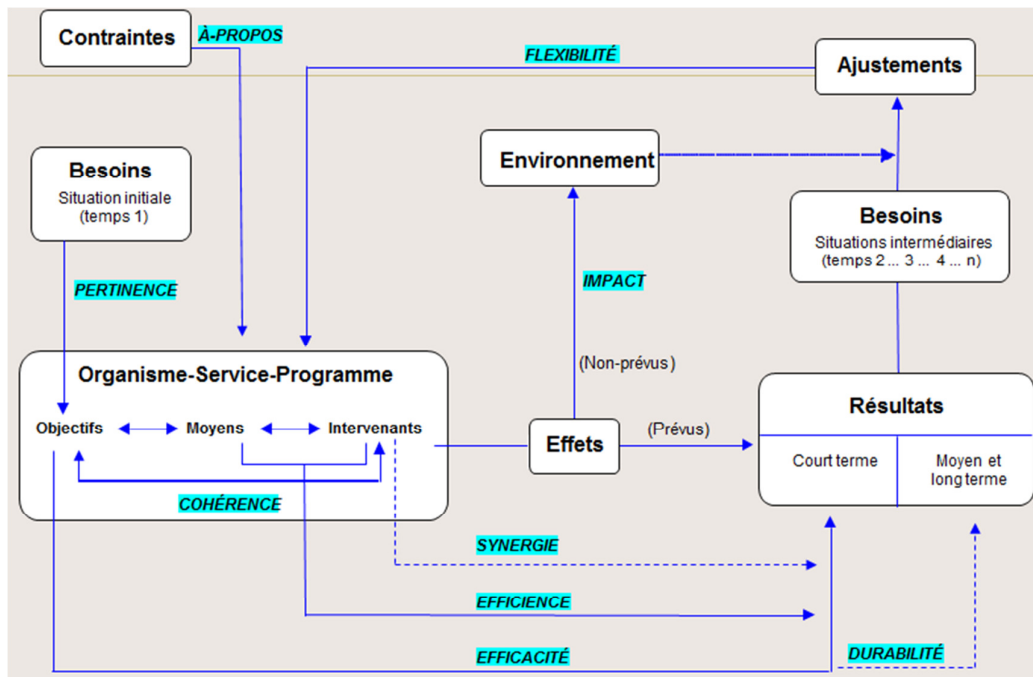 Contraintes
À-PROPOS
FLEXIBILITÉ
Ajustements
Besoins
Situation initiale
(temps 1)
Environnement
Besoins
Situations intermédiaires
(temps 2 ... 3 ... 4 ... n)
PERTINENCE
IMPACT
(Non-prévus)
Organisme-Service-Programme
Objectifs
Moyens
Intervenants
COHÉRENCE
Effets
(Prévus)
Résultats
Court terme
Moyen et
long terme
SYNERGIE
EFFICIENCE
EFFICACITÉ
DURABILITÉ